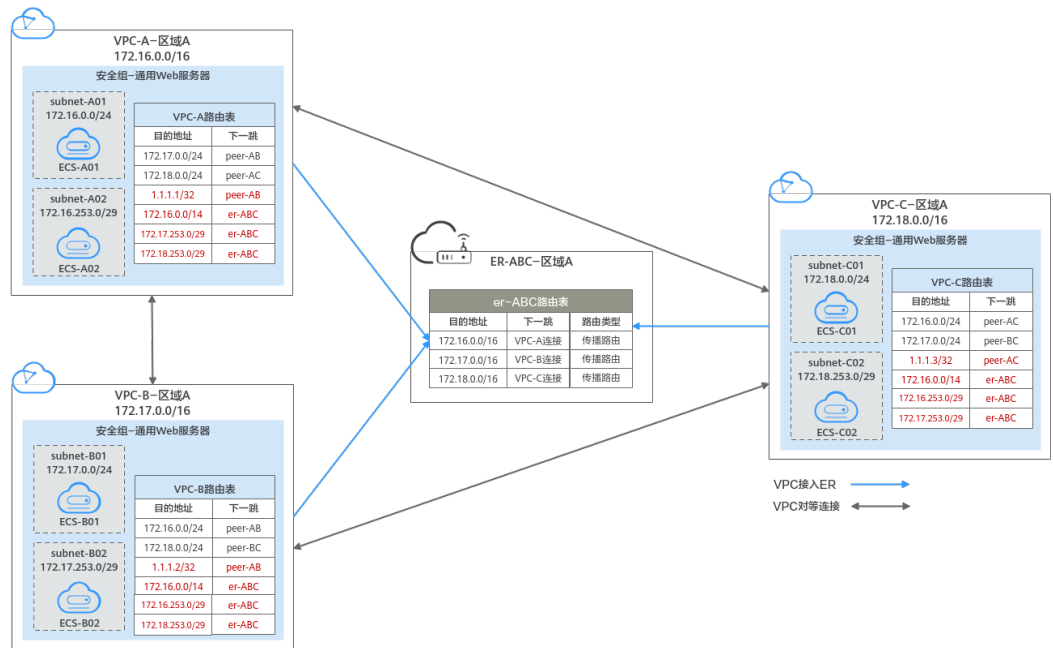 VPC-A-区域A
172.16.0.0/16
安全组-通用Web服务器
subnet-A01
172.16.0.0/24
ECS-A01
subnet-A02
172.16.253.0/29
ECS-A02
VPC-A路由表
目的地址 下一跳
172.17.0.0/24 peer-AB
172.18.0.0/24 peer-AC
1.1.1.1/32 peer-AB
172.16.0.0/14 er-ABC
172.17.253.0/29 er-ABC
172.18.253.0/29 er-ABC
ER-ABC-区域A
er-ABC路由表
目的地址 下一跳 路由类型
172.16.0.0/16 VPC-A连接 传播路由
172.17.0.0/16 VPC-B连接 传播路由
172.18.0.0/16 VPC-C连接 传播路由
VPC-C-区域A
172.18.0.0/16
安全组-通用Web服务器
subnet-C01
172.18.0.0/24
ECS-C01
subnet-C02
172.18.253.0/29
ECS-C02
VPC-C路由表
目的地址 下一跳
172.16.0.0/24 peer-AC
172.17.0.0/24 peer-BC
1.1.1.3/32 peer-AC
172.16.0.0/14 er-ABC
172.16.253.0/29 er-ABC
172.17.253.0/29 er-ABC
VPC-B-区域A
172.17.0.0/16
安全组-通用Web服务器
subnet-B01
172.17.0.0/24
ECS-B01
subnet-B02
172.17.253.0/29
ECS-B02
VPC-B路由表
目的地址 下一跳
172.16.0.0/24 peer-AB
172.18.0.0/24 peer-BC
1.1.1.2/32 peer-AB
172.16.0.0/14 er-ABC
172.16.253.0/29 er-ABC
172.18.253.0/29 er-ABC
VPC接入ER
VPC对等连接